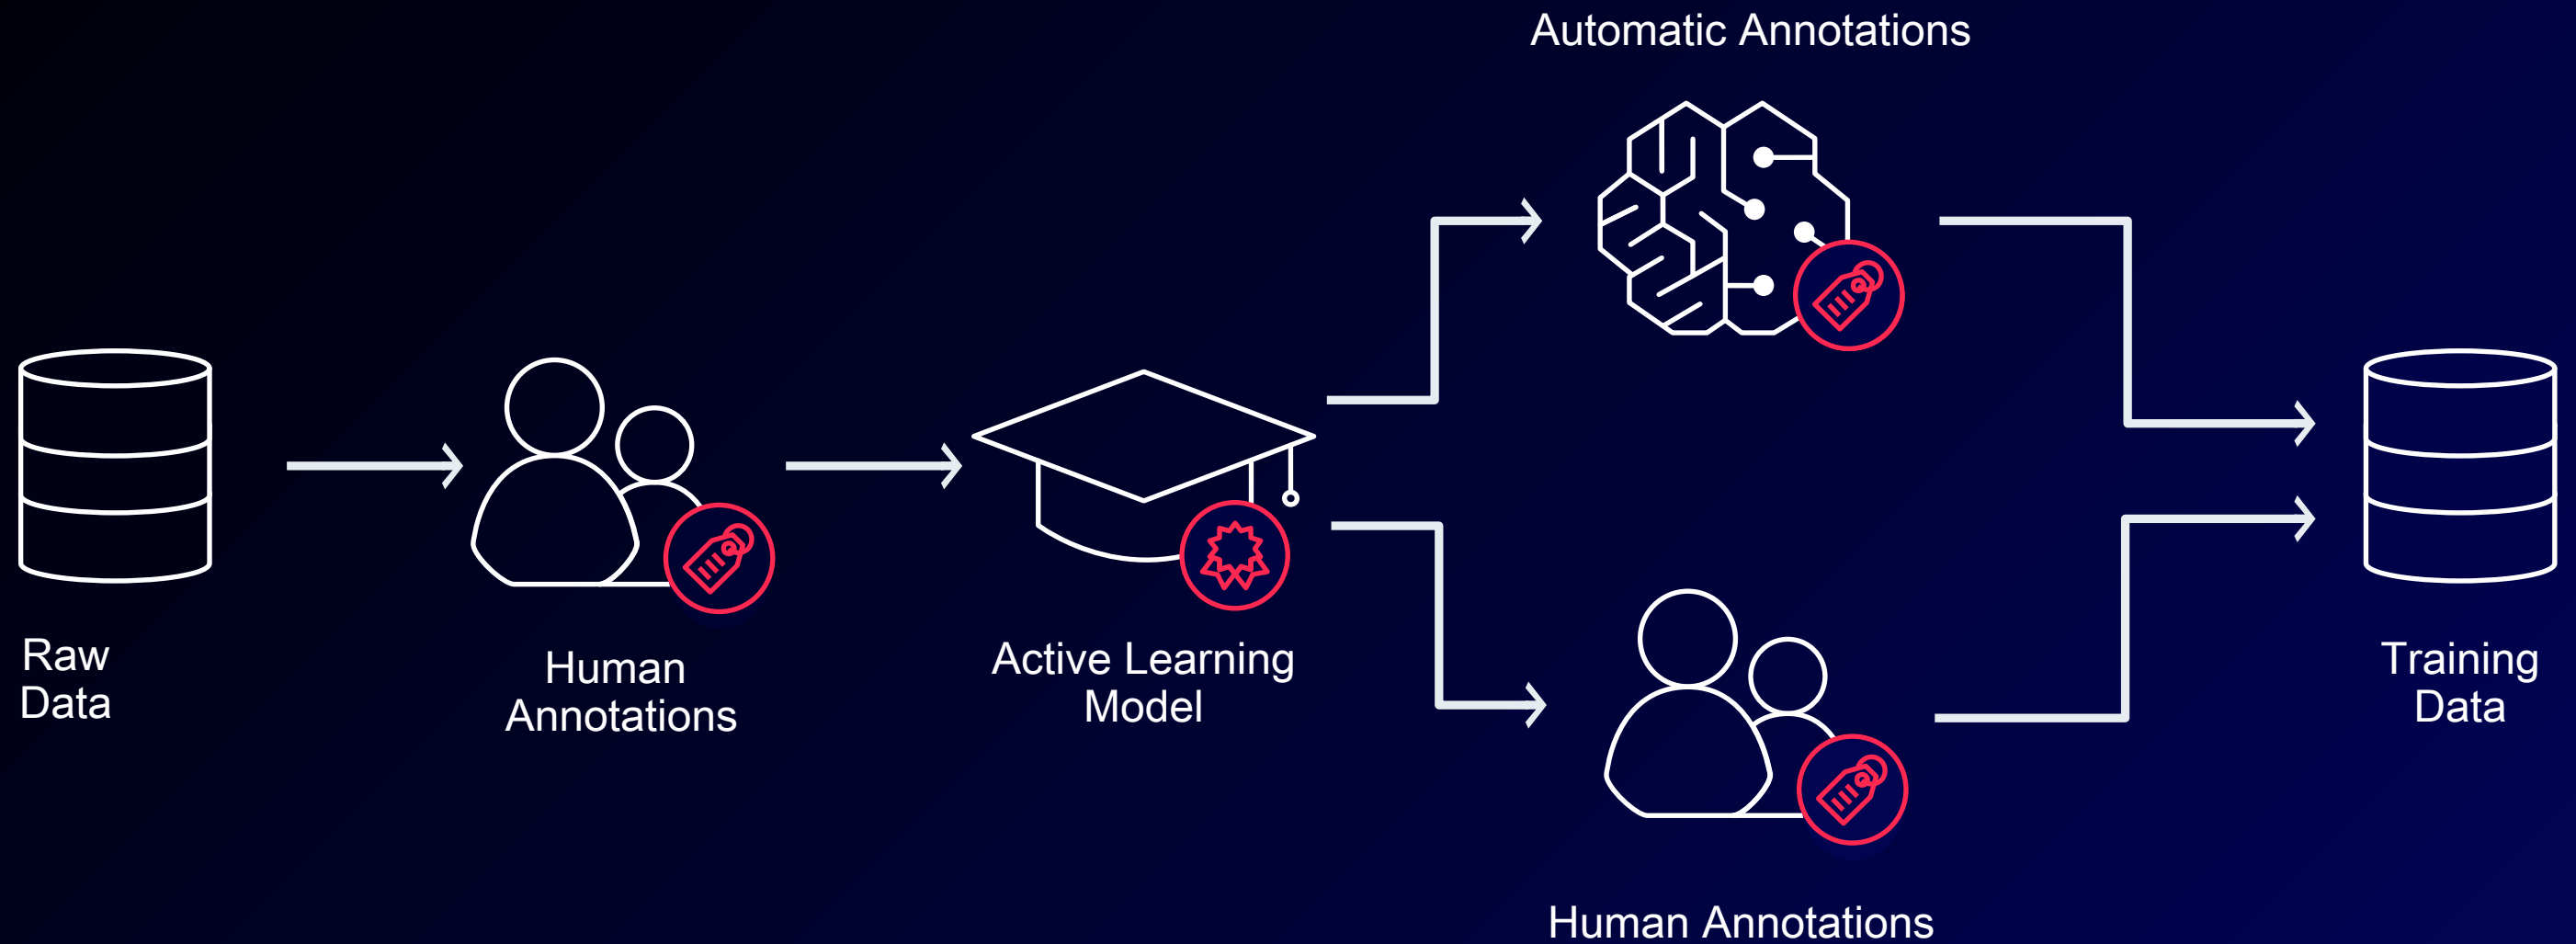 Automatic Annotations
Raw
Data
Human
Annotations
Active Learning
Model
Training
Data
Human Annotations